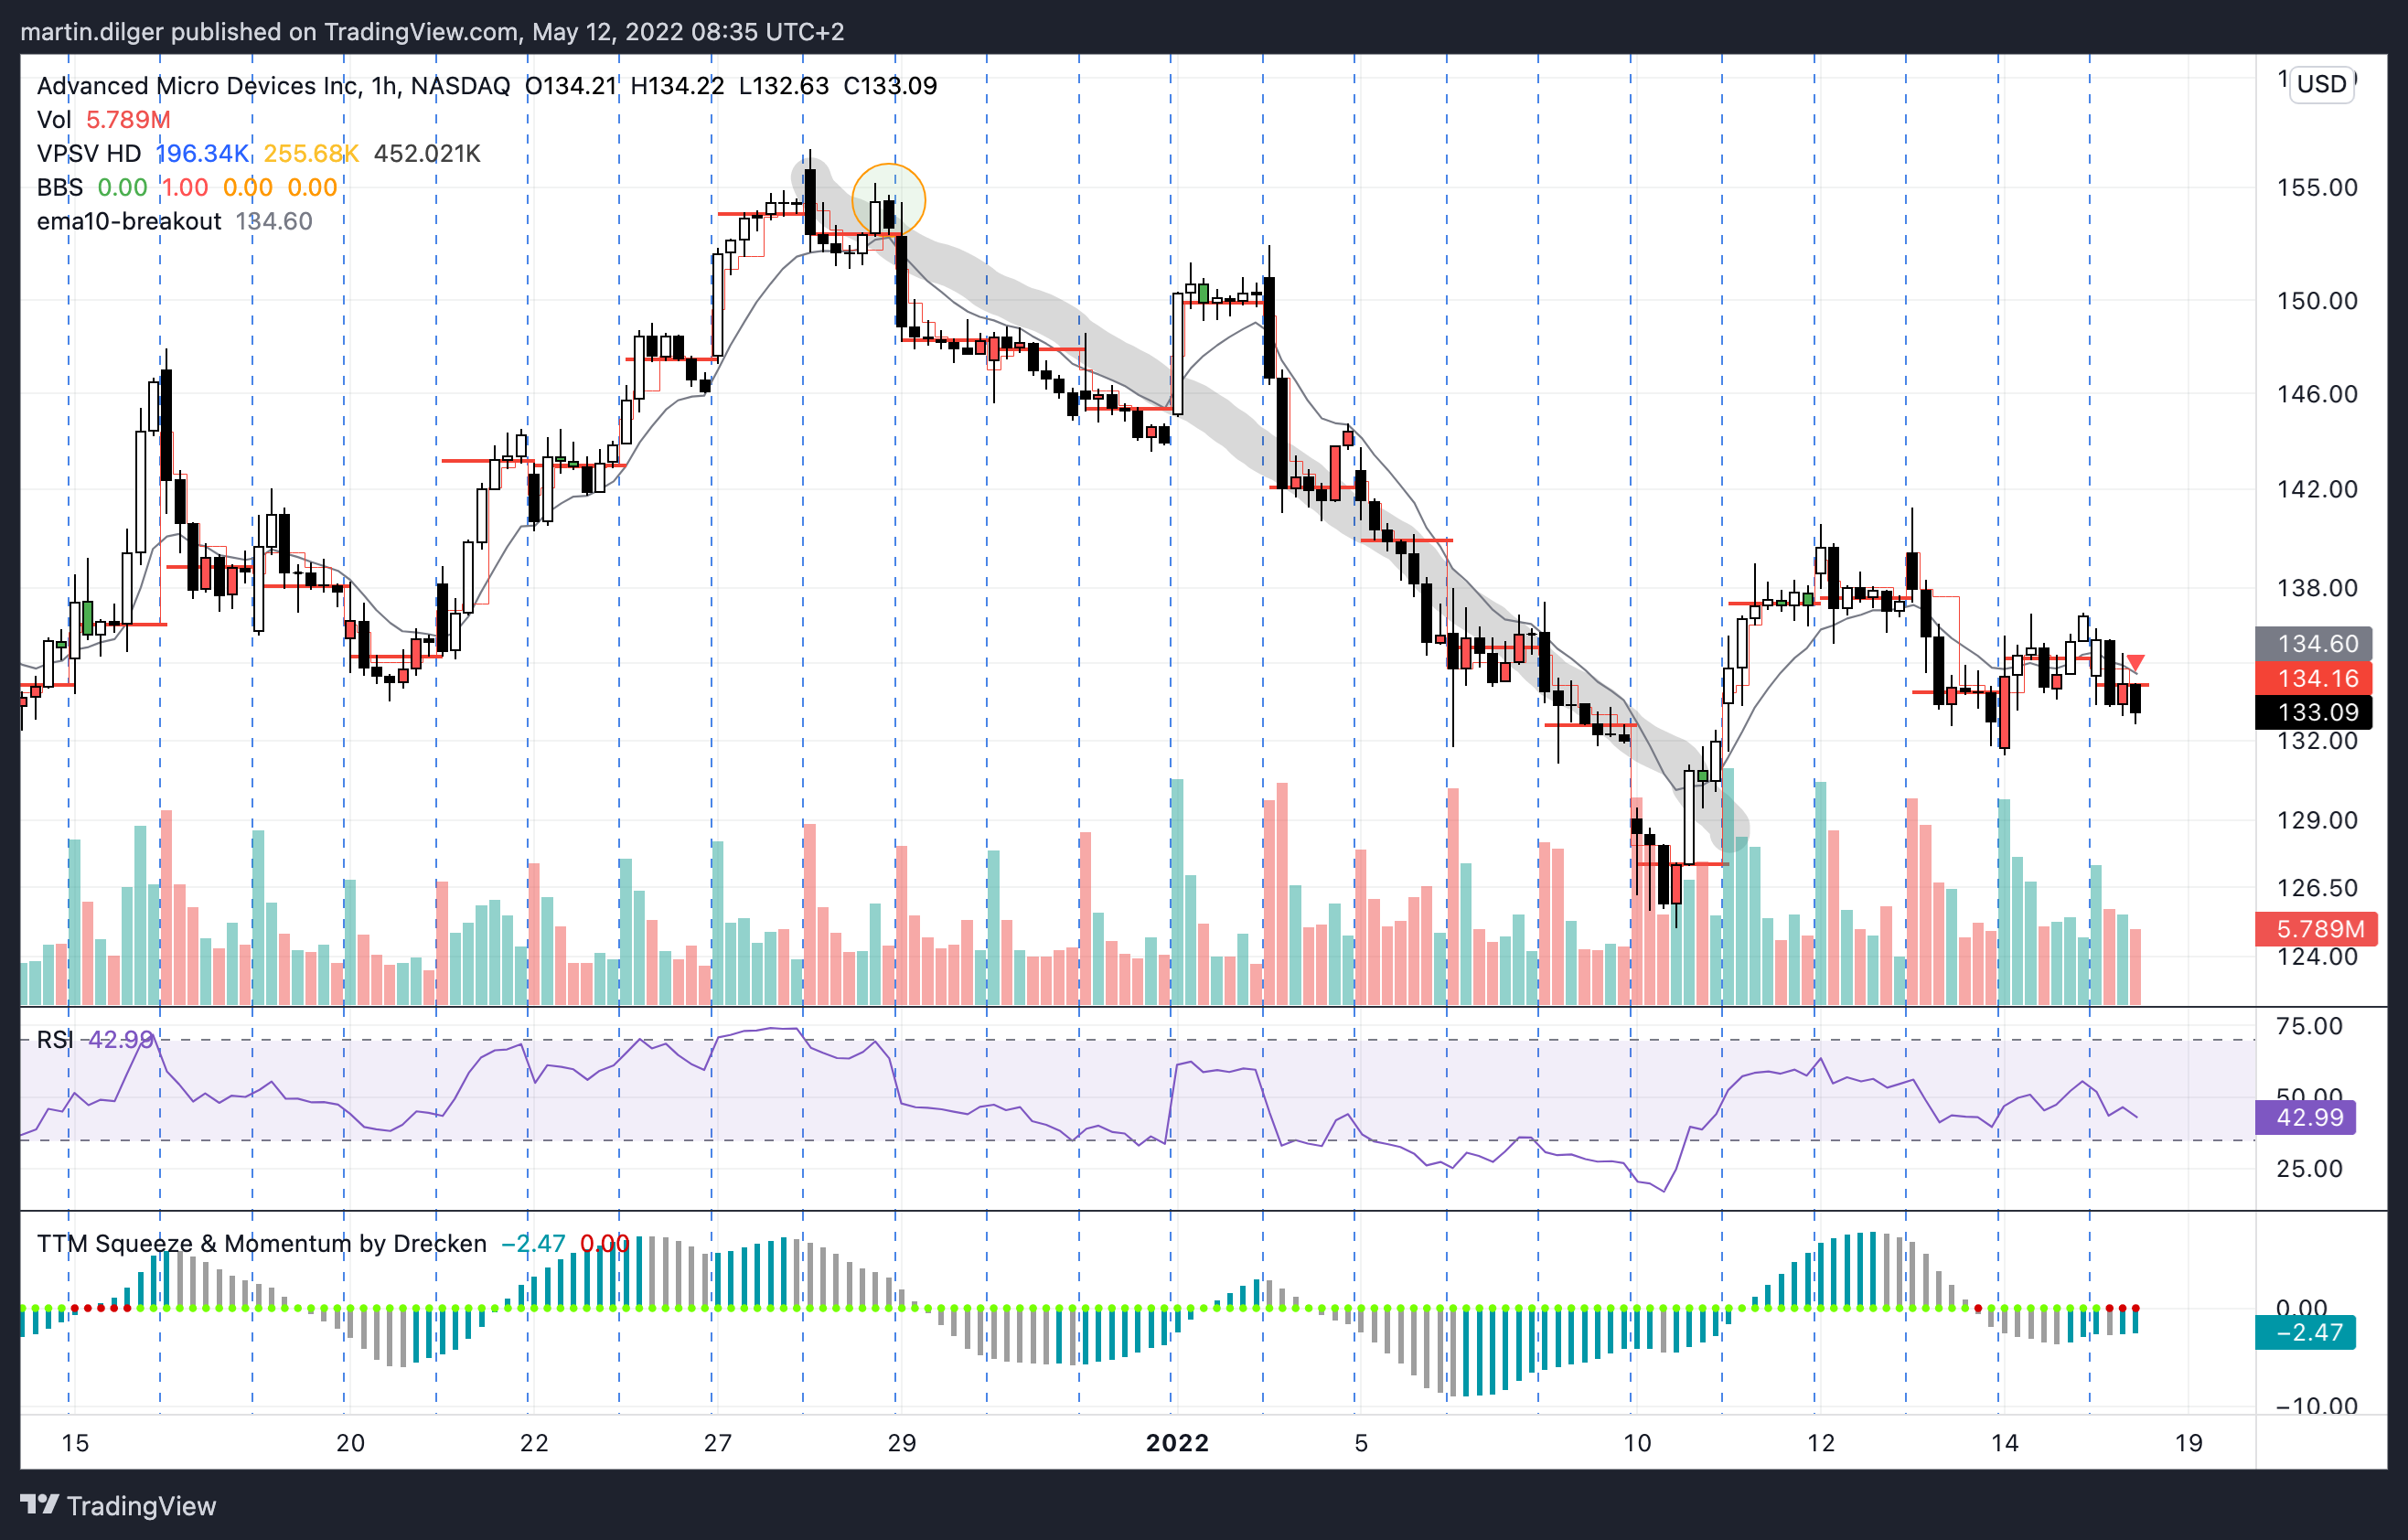 martin.dilger published on TradingView.com, May 12, 2022 08:35 UTC+2
Advanced Micro Devices Inc, 1h, NASDAQ O134.21 H134.22 L132.63 C133.09
Vol 5.789M
VPSV HD 196.34K 255.68K 452.021K
BBS 0.00 1.00 0.00 0.00
ema10-breakout 134.60
USD
155.00
150.00
146.00
142.00
138.00
134.60
134.16
133.09
132.00
129.00
126.50
5.789M
124.00
RSI 42.99
75.00
50.00
42.99
25.00
TTM Squeeze & Momentum by Drecken −2.47 0.00
0.00
−2.47
−10.00
15 20 22 27 29 2022 5 10 12 14 19
TradingView